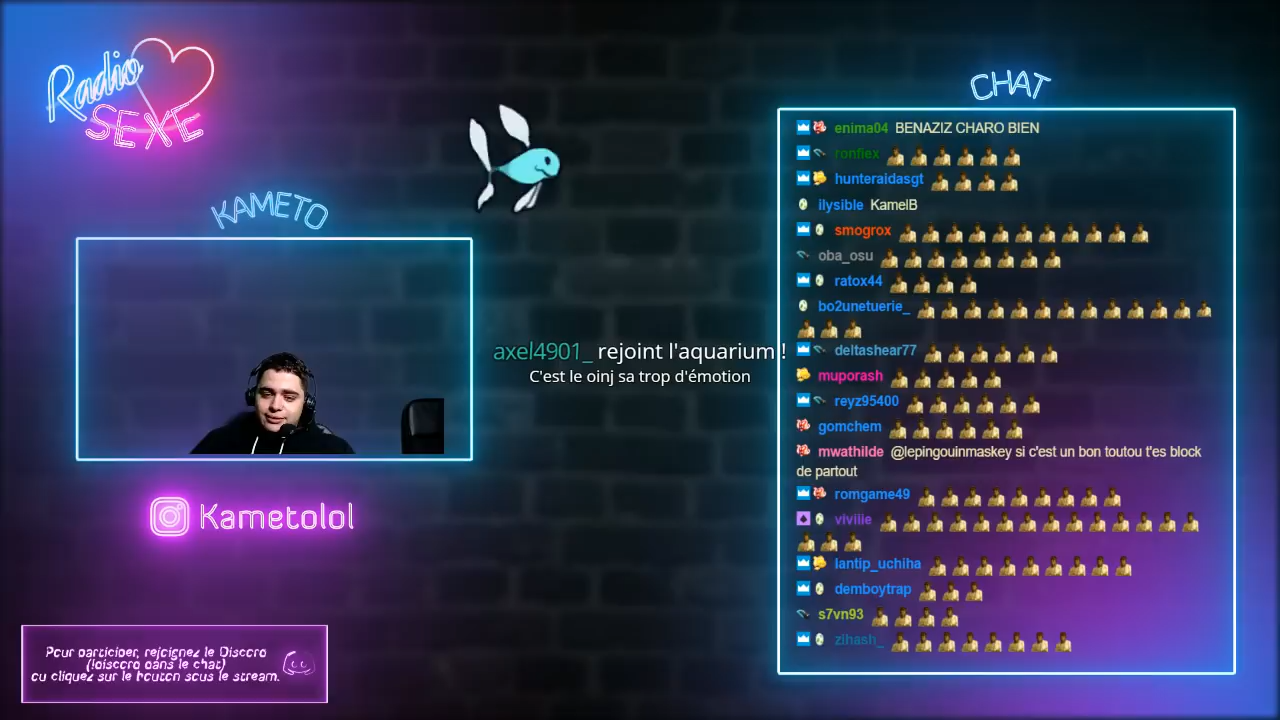 Radio
SEXE
KAMETO
Kametolol
Pour participer, rejoignez le Discord
(!discord dans le chat)
ou cliquez sur le bouton sous le stream.
axel4901_ rejoint l'aquarium !
C'est le oinj sa trop d'émotion
CHAT
enima04 BENAZIZ CHARO BIEN
ronfiex
hunteraidasgt
ilysible KamelB
smogrox
oba_osu
ratox44
bo2unetuerie_
deltashear77
muporash
reyz95400
gomchem
mwathilde @lepingouinmaskey si c'est un bon toutou t'es block
de partout
romgame49
vivilie
lantip_uchiha
demboytrap
s7vn93
zihash_